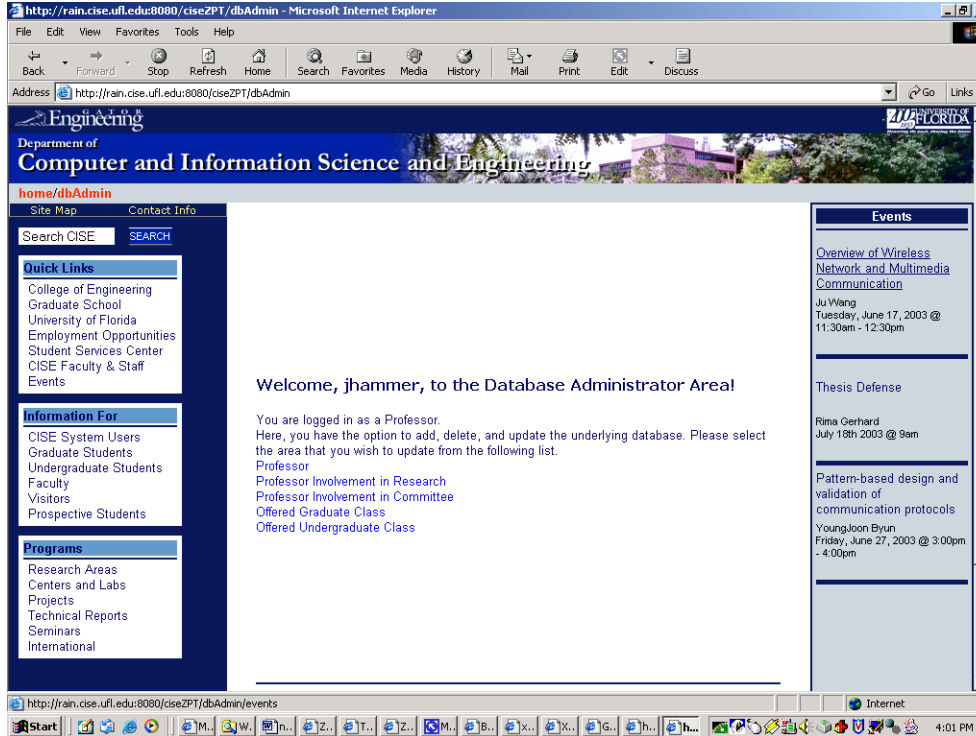 http://rain.cise.ufl.edu:8080/ciseZPT/dbAdmin - Microsoft Internet Explorer
File Edit View Favorites Tools Help
Back Forward Stop Refresh Home Search Favorites Media History Mail Print Edit Discuss
Address http://rain.cise.ufl.edu:8080/ciseZPT/dbAdmin Go Links
GATOR
Engineering
UNIVERSITY OF
FLORIDA
Department of
Computer and Information Science and Engineering
home/dbAdmin
Site Map Contact Info
Search CISE SEARCH
Quick Links
College of Engineering
Graduate School
University of Florida
Employment Opportunities
Student Services Center
CISE Faculty & Staff
Events
Information For
CISE System Users
Graduate Students
Undergraduate Students
Faculty
Visitors
Prospective Students
Programs
Research Areas
Centers and Labs
Projects
Technical Reports
Seminars
International
Welcome, jhammer, to the Database Administrator Area!
You are logged in as a Professor.
Here, you have the option to add, delete, and update the underlying database. Please select
the area that you wish to update from the following list.
Professor
Professor Involvement in Research
Professor Involvement in Committee
Offered Graduate Class
Offered Undergraduate Class
Events
Overview of Wireless
Network and Multimedia
Communication
Ju Wang
Tuesday, June 17, 2003 @
11:30am - 12:30pm
Thesis Defense
Rima Gerhard
July 18th 2003 @ 9am
Pattern-based design and
validation of
communication protocols
YoungJoon Byun
Friday, June 27, 2003 @ 3:00pm
- 4:00pm
http://rain.cise.ufl.edu:8080/ciseZPT/dbAdmin/events Internet
Start M.. W.. n.. Z.. T.. Z.. M.. B.. x.. X.. G.. h.. h... 4:01 PM